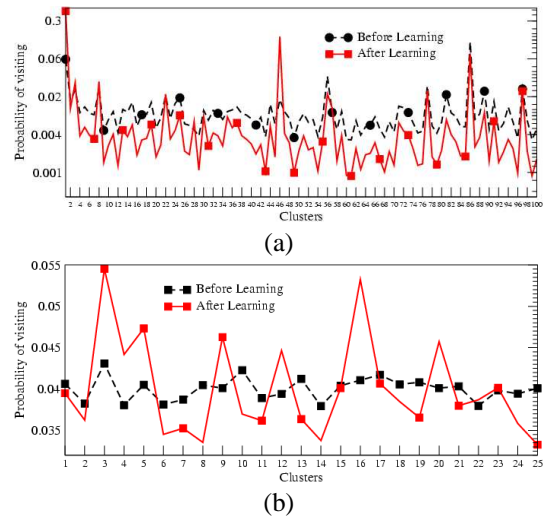 0.3
0.06
0.02
0.004
0.001
Probability of visiting
Before Learning
After Learning
2 4 6 8 10 12 14 16 18 20 22 24 26 28 30 32 34 36 38 40 42 44 46 48 50 52 54 56 58 60 62 64 66 68 70 72 74 76 78 80 82 84 86 88 90 92 94 96 98 100
Clusters
(a)
0.055
0.05
0.045
0.04
0.035
Probability of visiting
Before Learning
After Learning
1 2 3 4 5 6 7 8 9 10 11 12 13 14 15 16 17 18 19 20 21 22 23 24 25
Clusters
(b)